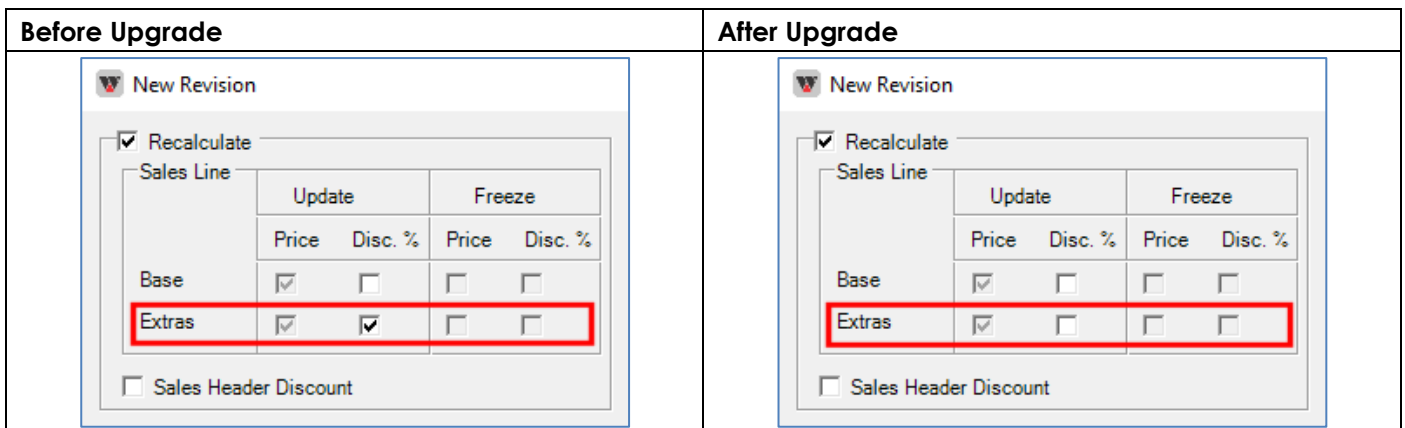 Before Upgrade
New Revision
Recalculate
Sales Line
Update Freeze
Price Disc. % Price Disc. %
Base
Extras
Sales Header Discount
After Upgrade
New Revision
Recalculate
Sales Line
Update Freeze
Price Disc. % Price Disc. %
Base
Extras
Sales Header Discount